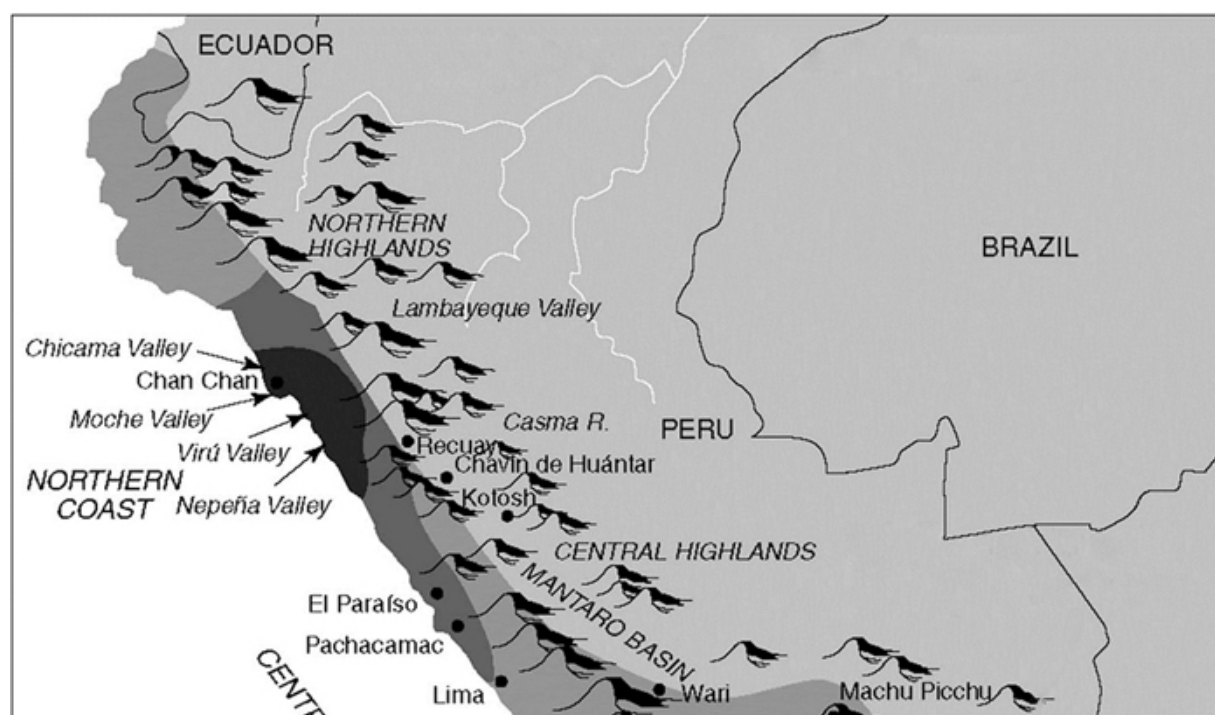 ECUADOR
NORTHERN
HIGHLANDS
BRAZIL
Lambayeque Valley
Chicama Valley
Chan Chan
Moche Valley
Casma R.
PERU
Virú Valley
Recuay
Chavín de Huántar
NORTHERN
COAST
Nepeña Valley
Kotosh
CENTRAL HIGHLANDS
MANTARO BASIN
El Paraíso
Pachacamac
CENTR
Lima
Wari
Machu Picchu